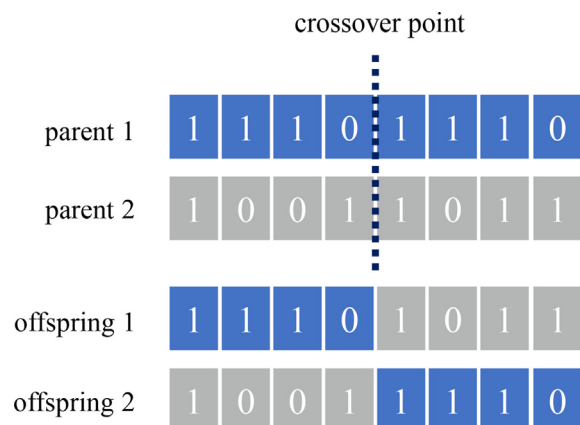 crossover point
parent 1 1 1 1 0 1 1 1 0
parent 2 1 0 0 1 1 0 1 1
offspring 1 1 1 1 0 1 0 1 1
offspring 2 1 0 0 1 1 1 1 0